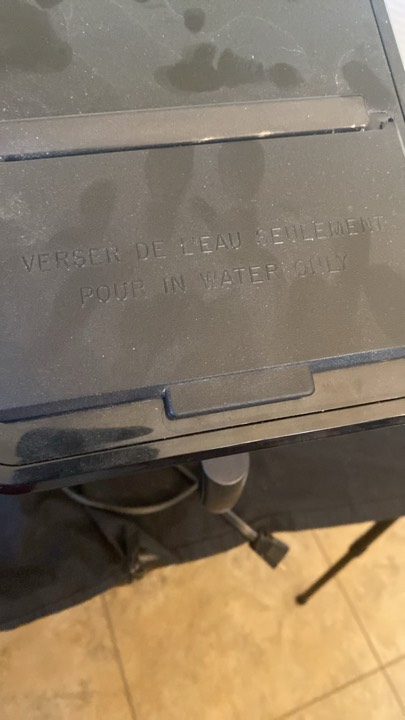 VERSER DE L'EAU SEULEMENT
POUR IN WATER ONLY